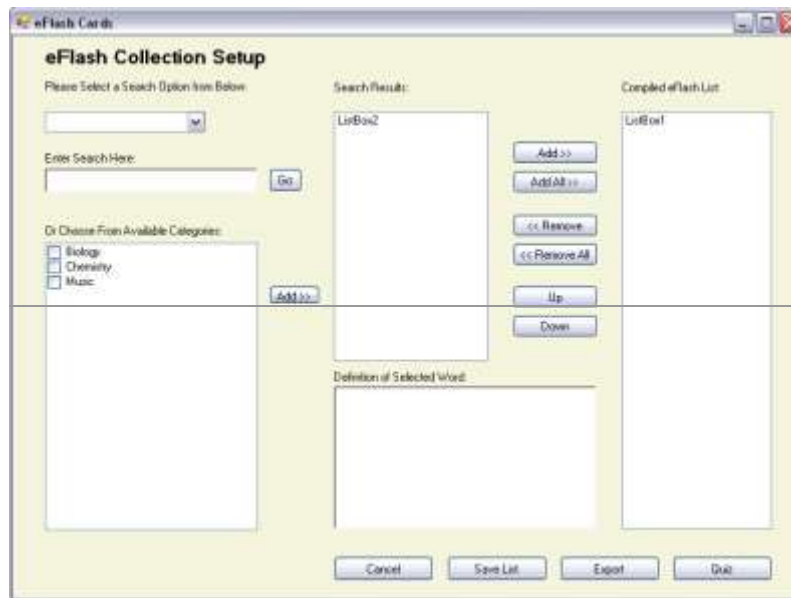 eFlash Cards
eFlash Collection Setup
Please Select a Search Option from Below
Enter Search Here:
Go
Or Choose From Available Categories:
Biology
Chemistry
Music
Add >>
Search Results:
ListBox2
Add >>
Add All >>
<< Remove
<< Remove All
Up
Down
Definition of Selected Word:
Compiled eFlash List:
ListBox1
Cancel
Save List
Export
Quiz